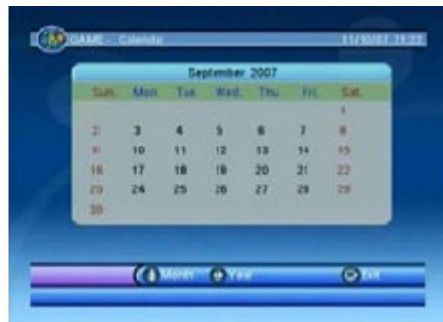 GAME - Calendar 11/10/07 11:22
September 2007
Sun. Mon. Tue. Wed. Thu. Fri. Sat.
1
2 3 4 5 6 7 8
9 10 11 12 13 14 15
16 17 18 19 20 21 22
23 24 25 26 27 28 29
30
Month Year Exit